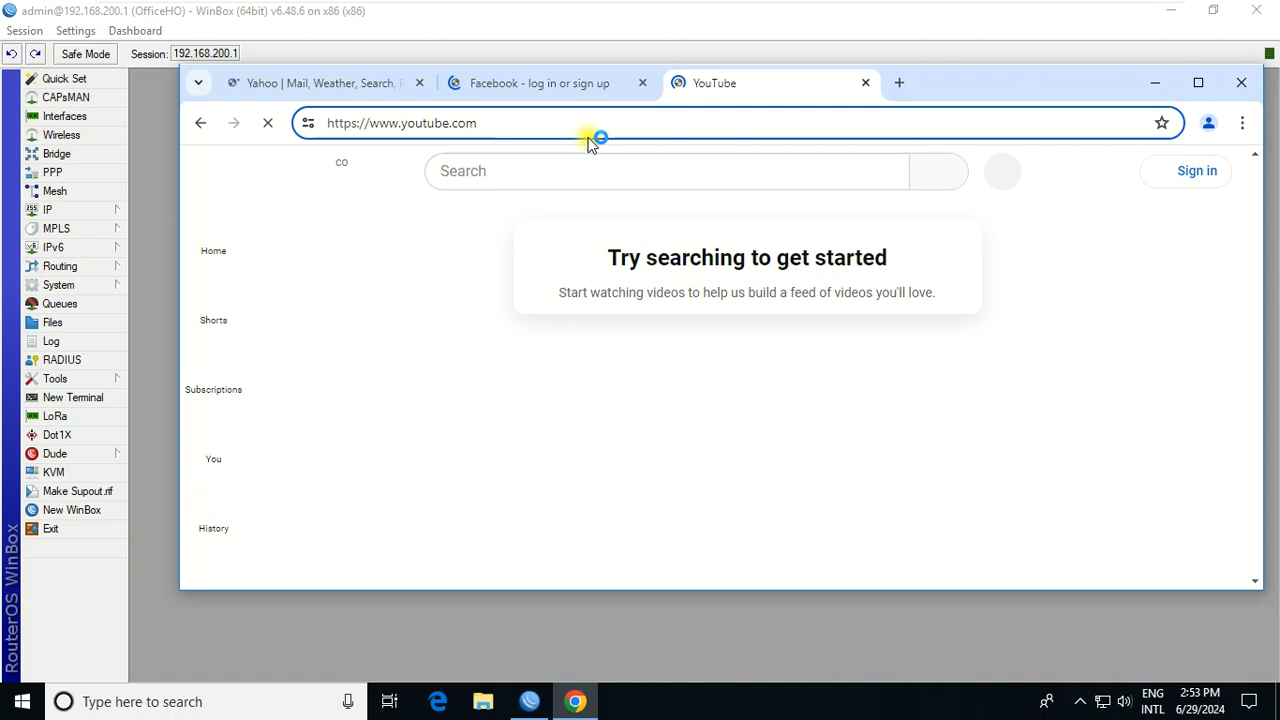 admin@192.168.200.1 (OfficeHO) - WinBox (64bit) v6.48.6 on x86 (x86)
Session Settings Dashboard
Safe Mode Session: 192.168.200.1
Quick Set
CAPsMAN
Interfaces
Wireless
Bridge
PPP
Mesh
IP
MPLS
IPv6
Routing
System
Queues
Files
Log
RADIUS
Tools
New Terminal
LoRa
Dot1X
Dude
KVM
Make Supout.rif
New WinBox
Exit
RouterOS WinBox
Yahoo | Mail, Weather, Search, Facebook - log in or sign up YouTube
https://www.youtube.com
CO
Search
Sign in
Home
Shorts
Subscriptions
You
History
Try searching to get started
Start watching videos to help us build a feed of videos you'll love.
Type here to search
ENG
INTL
2:53 PM
6/29/2024